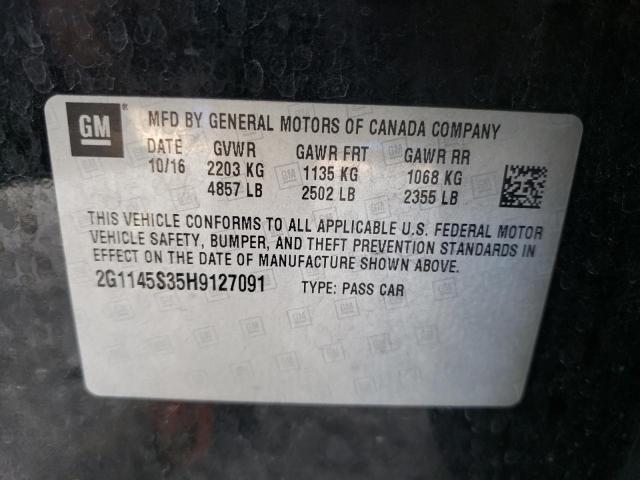 GM ® MFD BY GENERAL MOTORS OF CANADA COMPANY
DATE GVWR GAWR FRT GAWR RR
10/16 2203 KG 1135 KG 1068 KG
4857 LB 2502 LB 2355 LB
THIS VEHICLE CONFORMS TO ALL APPLICABLE U.S. FEDERAL MOTOR
VEHICLE SAFETY, BUMPER, AND THEFT PREVENTION STANDARDS IN
EFFECT ON THE DATE OF MANUFACTURE SHOWN ABOVE.
2G1145S35H9127091 TYPE: PASS CAR